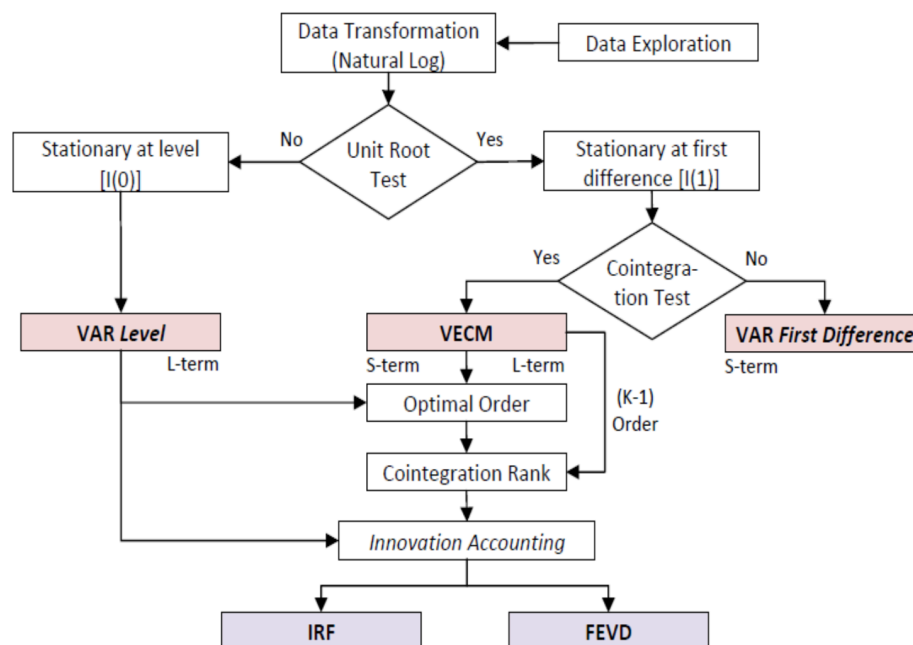 Data Transformation
(Natural Log)
Data Exploration
No
Yes
Unit Root
Test
Stationary at level
[I(0)]
Stationary at first
difference [I(1)]
Yes
No
Cointegra-
tion Test
VAR Level
VECM
VAR First Difference
L-term
S-term
L-term
S-term
Optimal Order
(K-1)
Order
Cointegration Rank
Innovation Accounting
IRF
FEVD